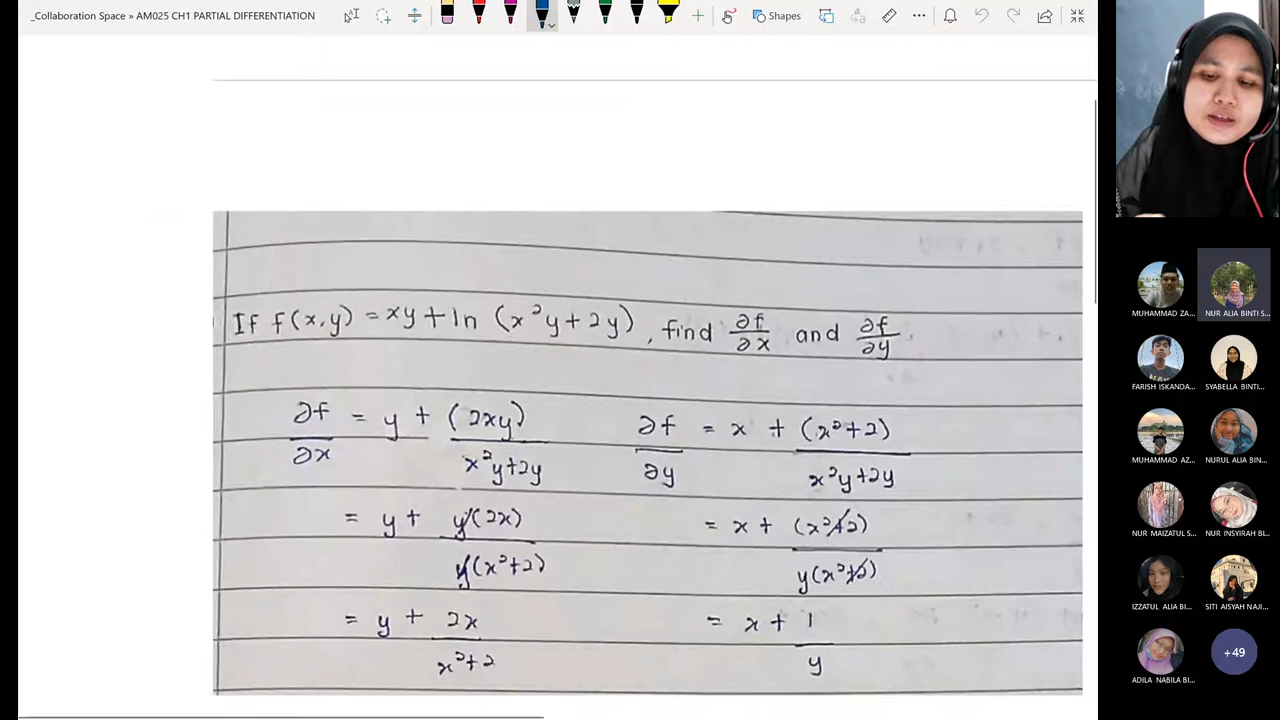 _Collaboration Space » AM025 CH1 PARTIAL DIFFERENTIATION
Shapes
If f(x,y) = xy + ln (x²y + 2y), find ∂f/∂x and ∂f/∂y.
∂f/∂x = y + (2xy)/x²y+2y
= y + y(2x)/y(x²+2)
= y + 2x/x²+2
∂f/∂y = x + (x²+2)/x²y+2y
= x + (x²+2)/y(x²+2)
= x + 1/y
MUHAMMAD ZA...
NUR ALIA BINTI S...
FARISH ISKANDA...
SYABELLA BINTI...
MUHAMMAD AZ...
NURUL ALIA BIN...
NUR MAIZATUL S...
NUR INSYIRAH BI...
IZZATUL ALIA BI...
SITI AISYAH NAJI...
ADILA NABILA BI...
+49